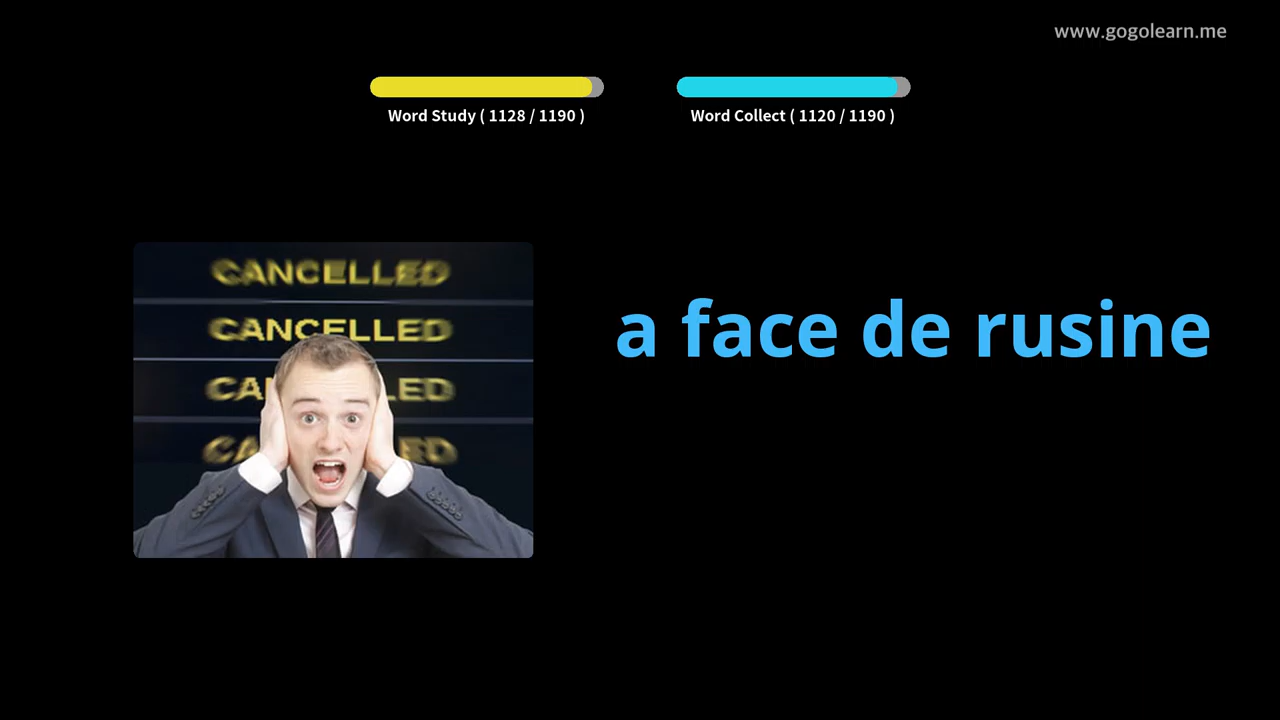 www.gogolearn.me
Word Study ( 1128 / 1190 )
Word Collect ( 1120 / 1190 )
CANCELLED
CANCELLED
a face de rusine